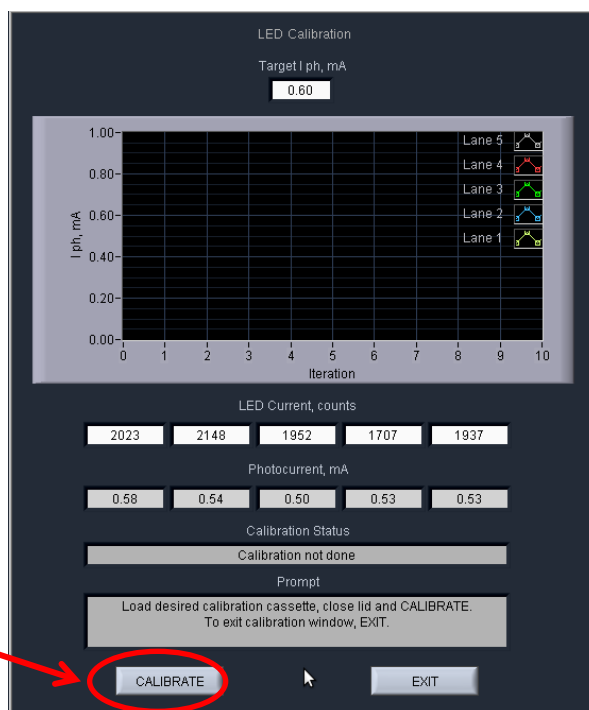 LED Calibration
Target I ph, mA
0.60
Lane 5
Lane 4
Lane 3
Lane 2
Lane 1
I ph, mA
1.00
0.80
0.60
0.40
0.20
0.00
0 1 2 3 4 5 6 7 8 9 10
Iteration
LED Current, counts
2023 2148 1952 1707 1937
Photocurrent, mA
0.58 0.54 0.50 0.53 0.53
Calibration Status
Calibration not done
Prompt
Load desired calibration cassette, close lid and CALIBRATE.
To exit calibration window, EXIT.
CALIBRATE EXIT